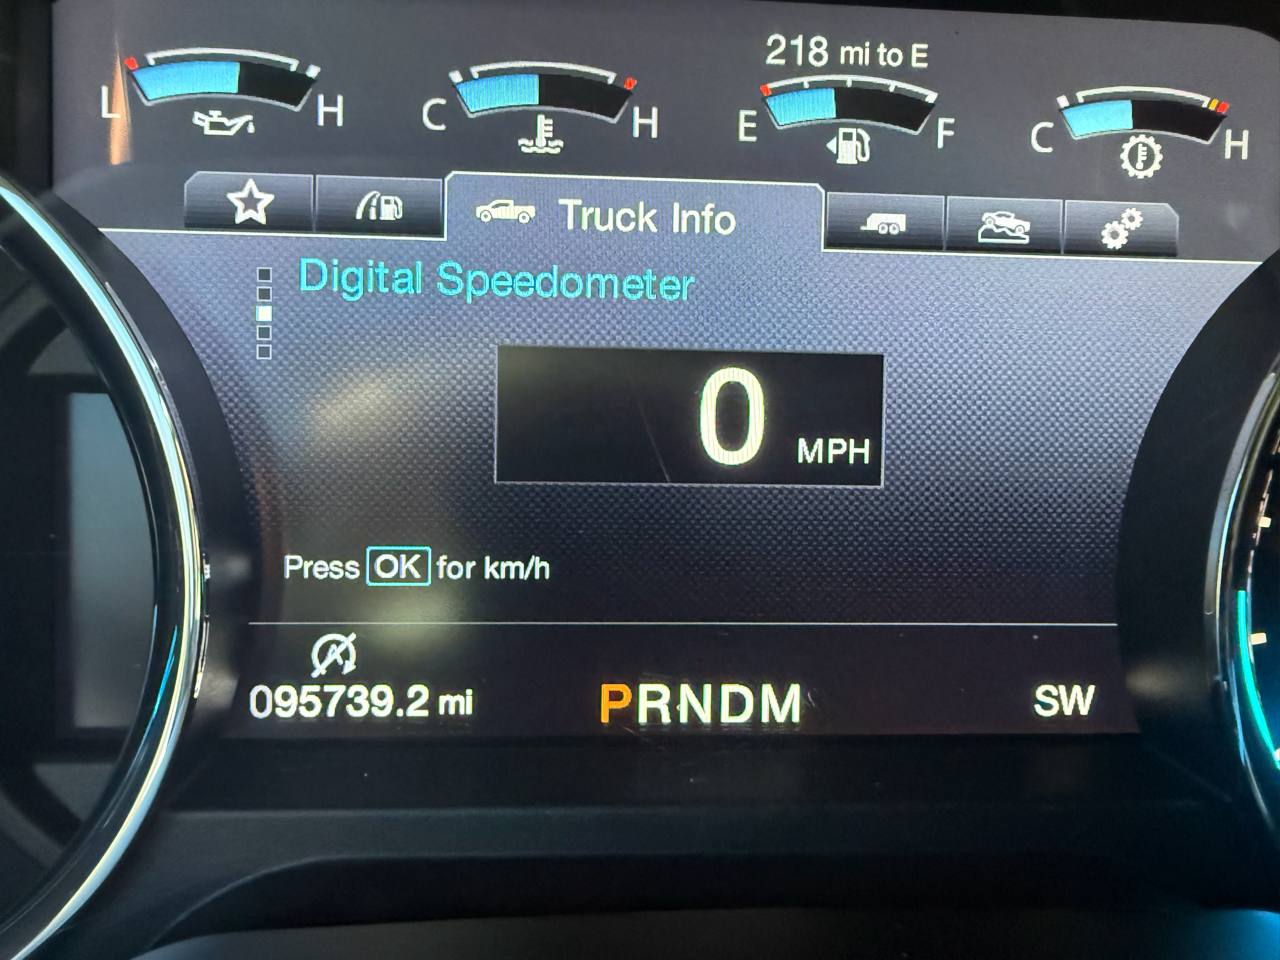 218 mi to E
L H C H E F C H
Truck Info
Digital Speedometer
0 MPH
Press OK for km/h
095739.2 mi PRNDM SW